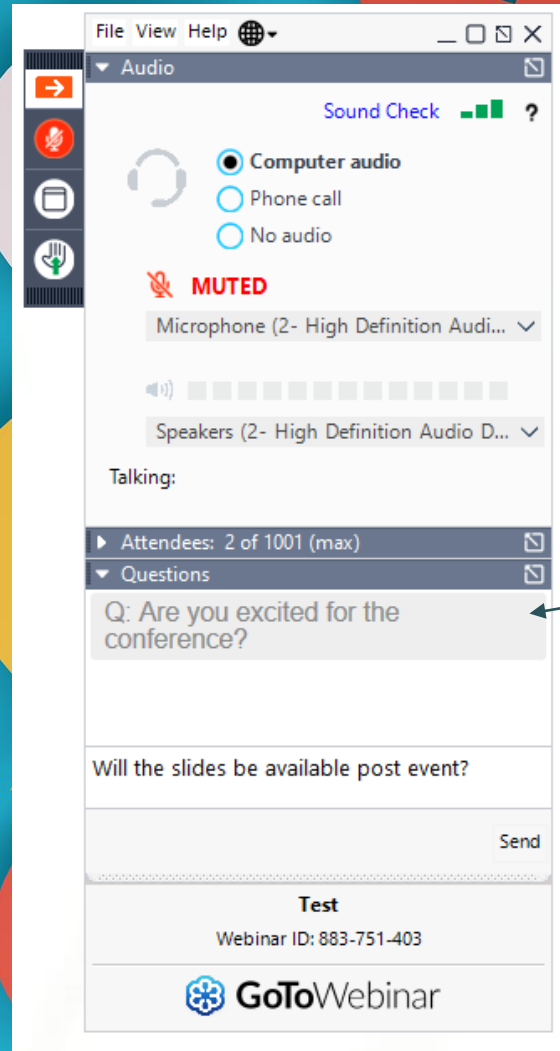 File View Help
Audio
Sound Check ?
Computer audio
Phone call
No audio
MUTED
Microphone (2- High Definition Audi...
Speakers (2- High Definition Audio D...
Talking:
Attendees: 2 of 1001 (max)
Questions
Q: Are you excited for the
conference?
Will the slides be available post event?
Send
Test
Webinar ID: 883-751-403
GoToWebinar